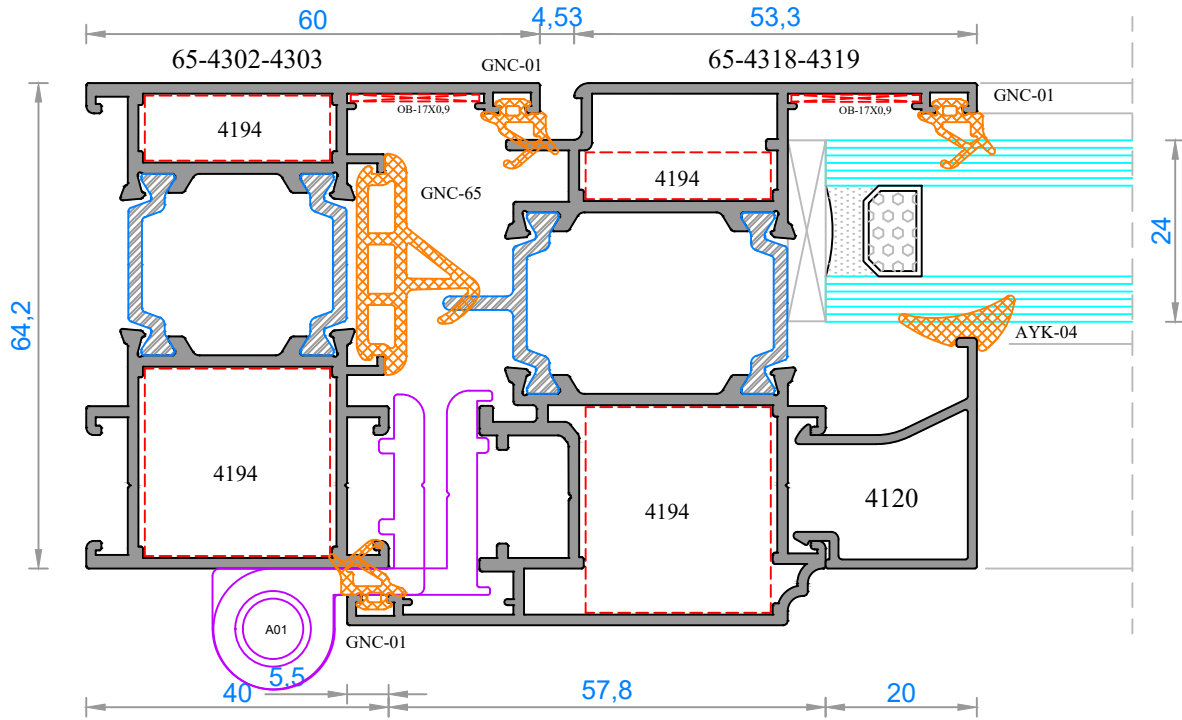 60
4,53
53,3
65-4302-4303
GNC-01
65-4318-4319
GNC-01
OB-17X0,9
OB-17X0,9
4194
4194
GNC-65
24
64,2
AYK-04
4194
4194
4120
A01
GNC-01
5,5
40
57,8
20